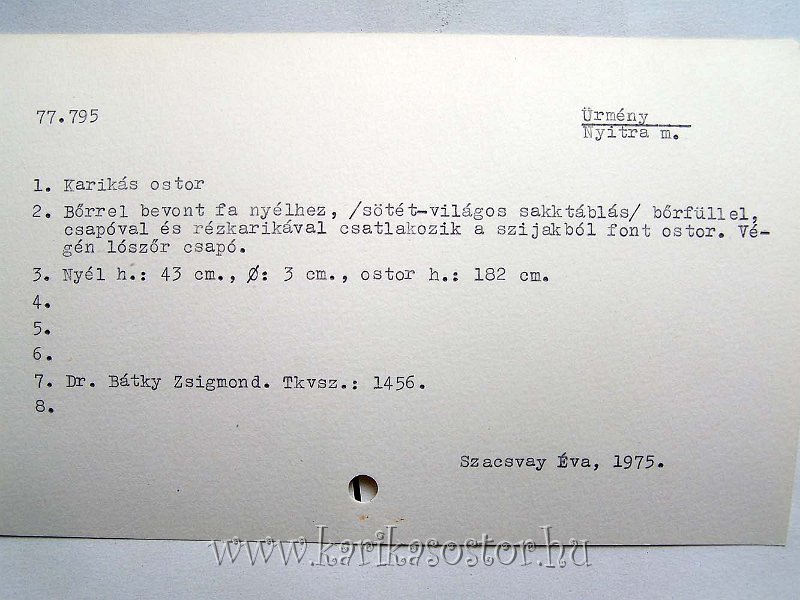 77.795
Ürmény
Nyitra m.
1. Karikás ostor
2. Bőrrel bevont fa nyélhez, /sötét-világos sakktáblás/ bőrfüllel,
csapóval és rézkarikával csatlakozik a szijakból font ostor. Vé-
gén lószőr csapó.
3. Nyél h.: 43 cm., Ø: 3 cm., ostor h.: 182 cm.
4.
5.
6.
7. Dr. Bátky Zsigmond. Tkvsz.: 1456.
8.
Szacsvay Éva, 1975.
www.karikasostor.hu